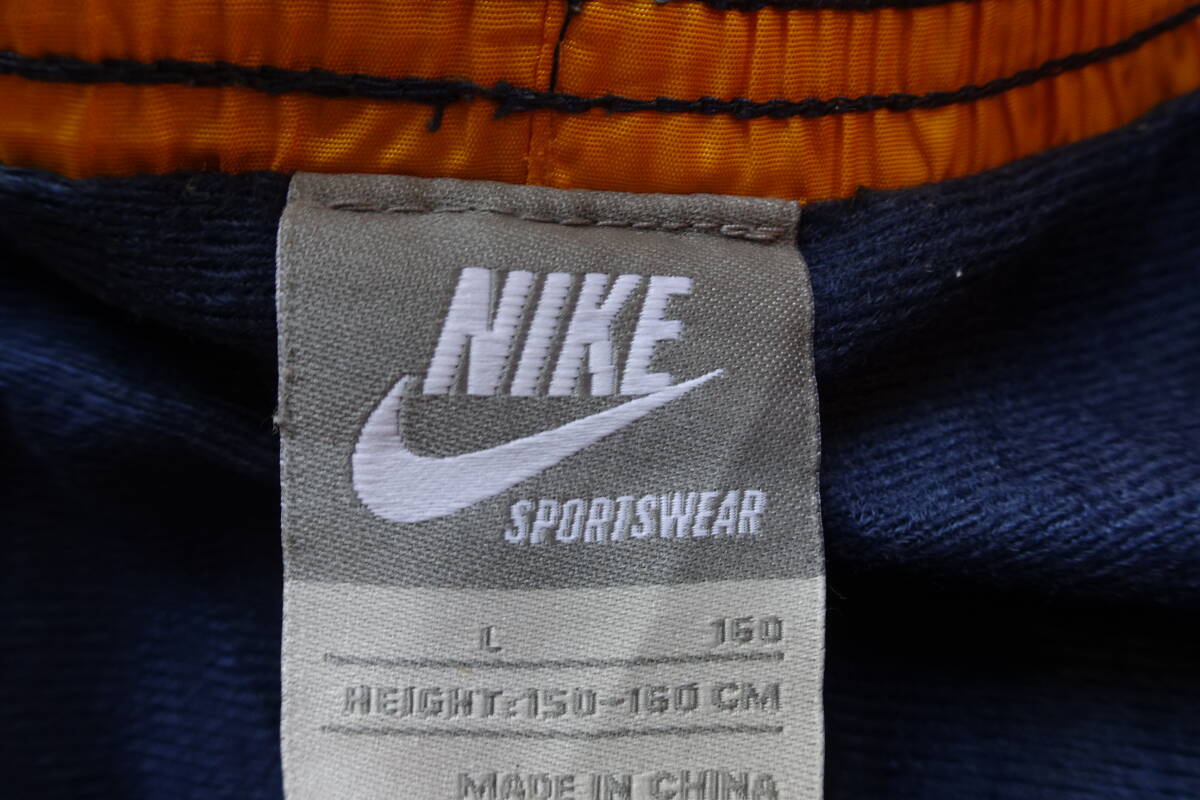 NIKE
SPORTSWEAR
L 160
HEIGHT:150~160 CM
MADE IN CHINA